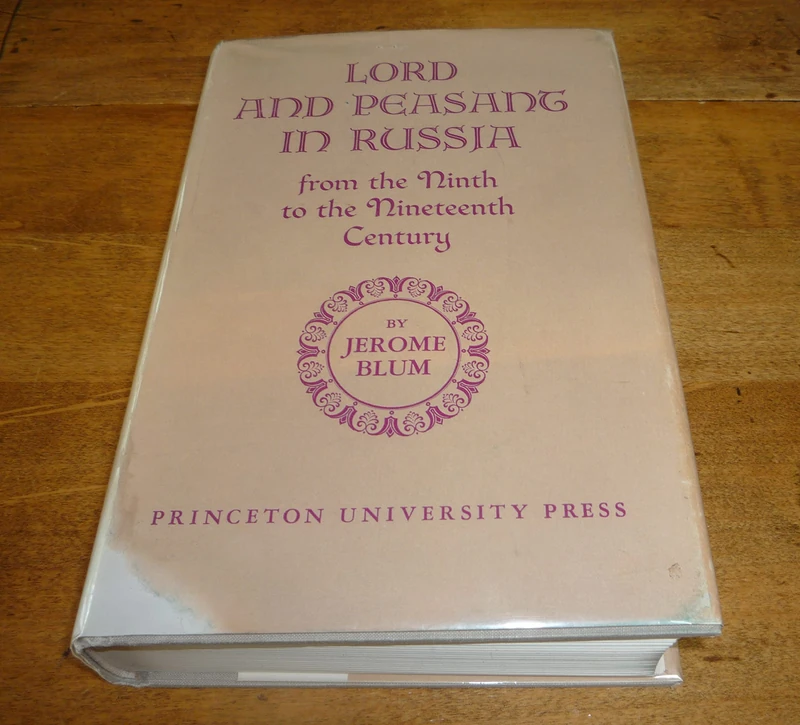 LORD
AND PEASANT
IN RUSSIA
from the Ninth
to the Nineteenth
Century
BY
JEROME
BLUM
PRINCETON UNIVERSITY PRESS